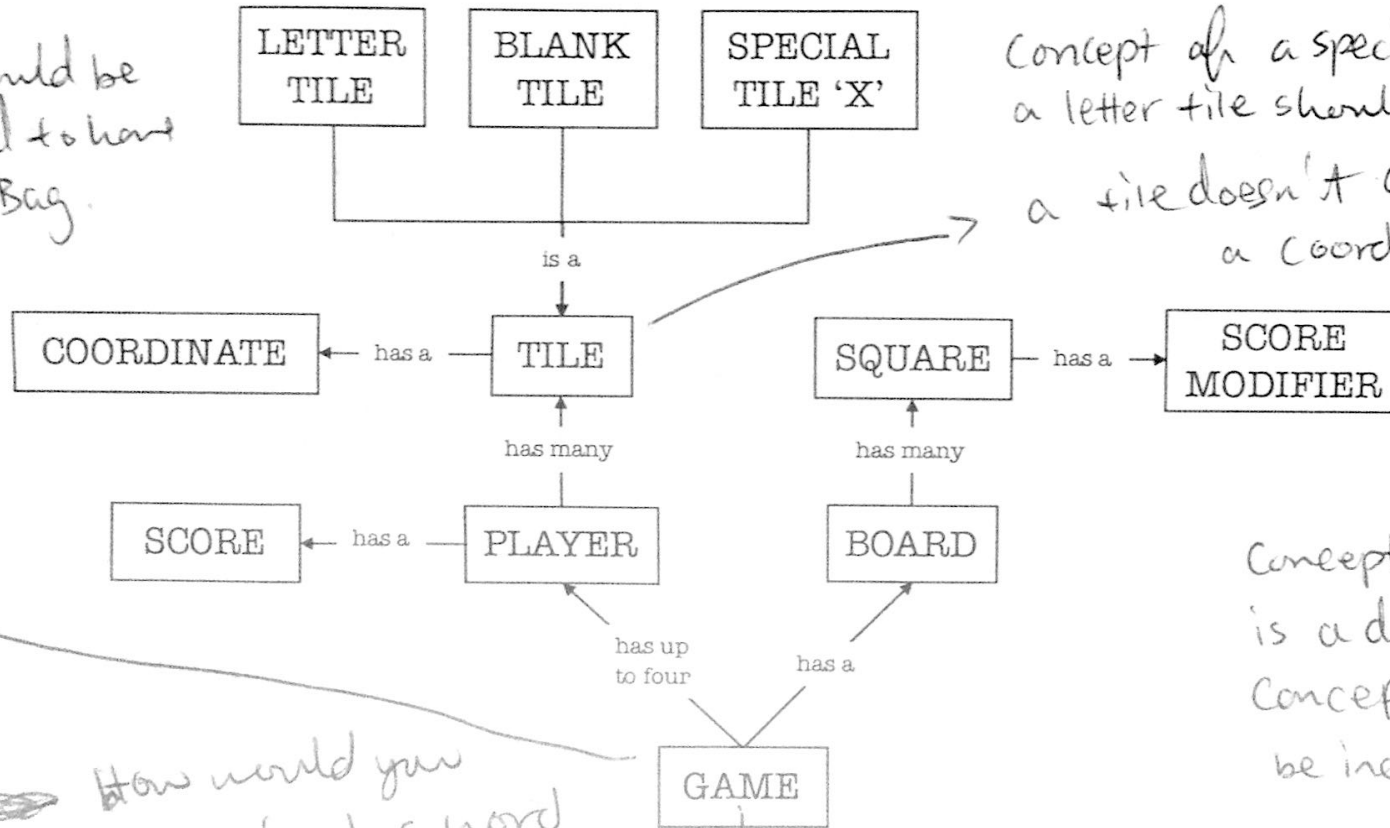 LETTER
TILE
BLANK
TILE
SPECIAL
TILE ‘X’
be
to have
Bag.
Concept of a spec
a letter tile shoul
a tile doesn't
a coord
is a
COORDINATE
has a
TILE
SQUARE
has a
SCORE
MODIFIER
has many
has many
SCORE
has a
PLAYER
BOARD
Concept
is a d
Concep
be inc
has up
to four
has a
GAME
How would you
word